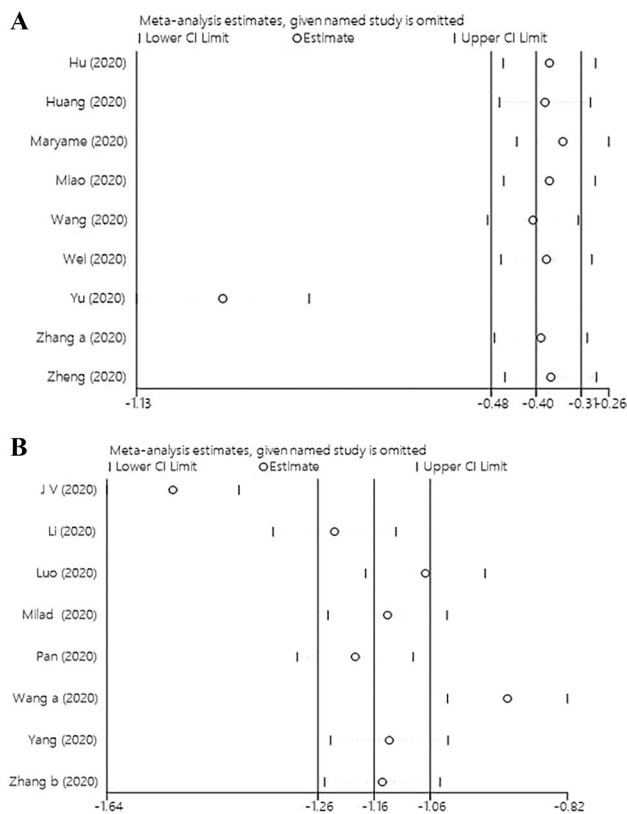 A
Meta-analysis estimates, given named study is omitted
Lower CI Limit Estimate Upper CI Limit
Hu (2020)
Huang (2020)
Maryame (2020)
Miao (2020)
Wang (2020)
Wei (2020)
Yu (2020)
Zhang a (2020)
Zheng (2020)
-1.13 -0.48 -0.40 -0.31 -0.26
B
Meta-analysis estimates, given named study is omitted
Lower CI Limit Estimate Upper CI Limit
J V (2020)
Li (2020)
Luo (2020)
Milad (2020)
Pan (2020)
Wang a (2020)
Yang (2020)
Zhang b (2020)
-1.64 -1.26 -1.16 -1.06 -0.82